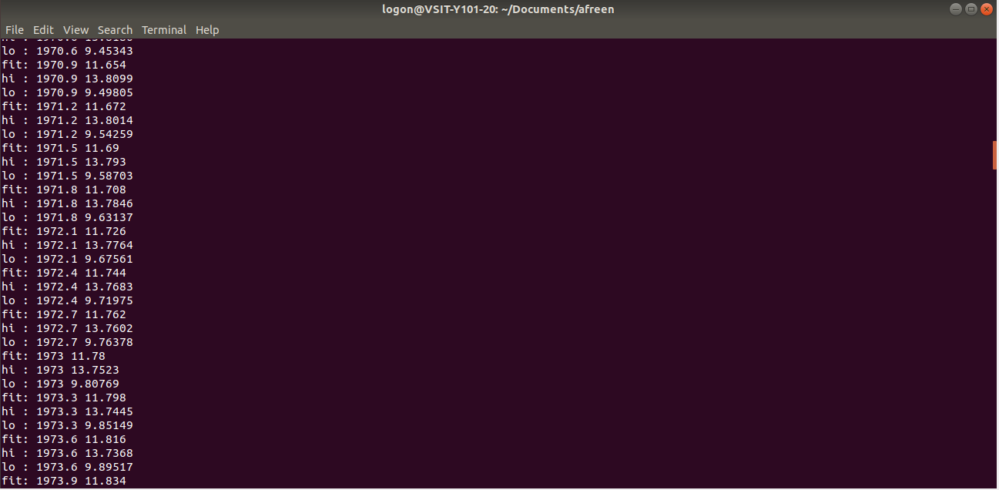 logon@VSIT-Y101-20: ~/Documents/afreen
File Edit View Search Terminal Help
lo : 1970.6 9.45343
fit: 1970.9 11.654
hi : 1970.9 13.8099
lo : 1970.9 9.49805
fit: 1971.2 11.672
hi : 1971.2 13.8014
lo : 1971.2 9.54259
fit: 1971.5 11.69
hi : 1971.5 13.793
lo : 1971.5 9.58703
fit: 1971.8 11.708
hi : 1971.8 13.7846
lo : 1971.8 9.63137
fit: 1972.1 11.726
hi : 1972.1 13.7764
lo : 1972.1 9.67561
fit: 1972.4 11.744
hi : 1972.4 13.7683
lo : 1972.4 9.71975
fit: 1972.7 11.762
hi : 1972.7 13.7602
lo : 1972.7 9.76378
fit: 1973 11.78
hi : 1973 13.7523
lo : 1973 9.80769
fit: 1973.3 11.798
hi : 1973.3 13.7445
lo : 1973.3 9.85149
fit: 1973.6 11.816
hi : 1973.6 13.7368
lo : 1973.6 9.89517
fit: 1973.9 11.834